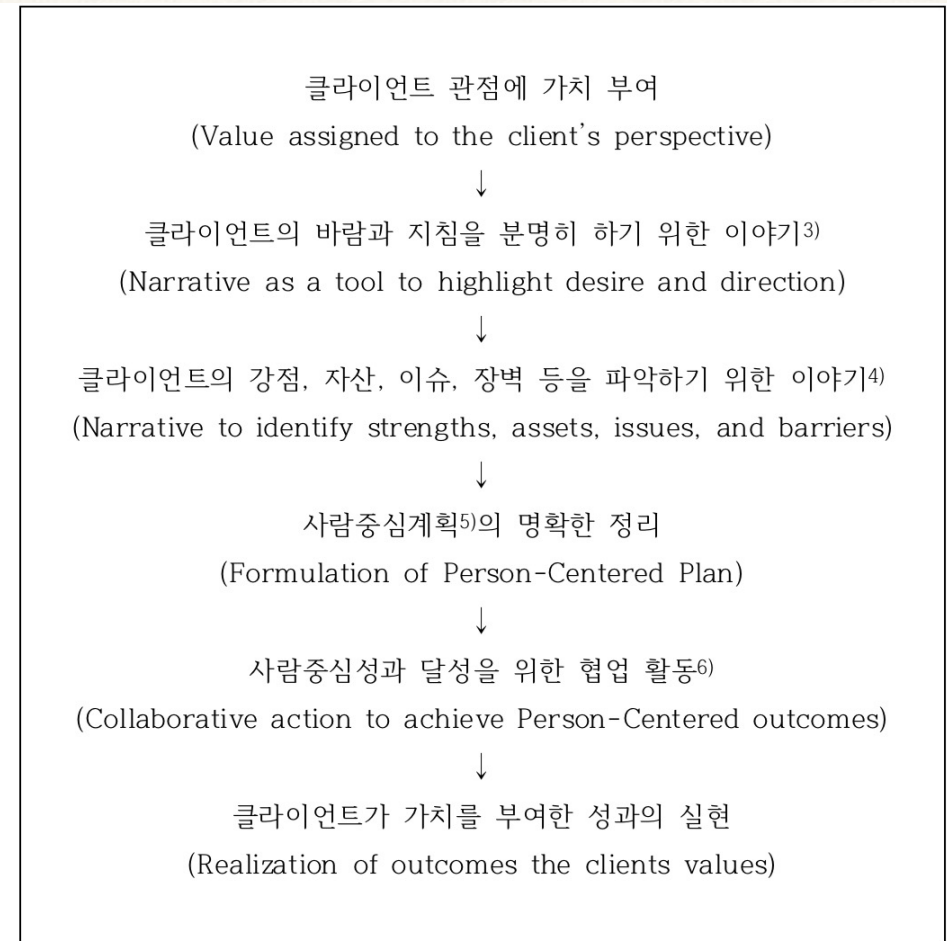 클라이언트 관점에 가치 부여
(Value assigned to the client's perspective)
↓
클라이언트의 바람과 지침을 분명히 하기 위한 이야기3)
(Narrative as a tool to highlight desire and direction)
↓
클라이언트의 강점, 자산, 이슈, 장벽 등을 파악하기 위한 이야기4)
(Narrative to identify strengths, assets, issues, and barriers)
↓
사람중심계획5)의 명확한 정리
(Formulation of Person-Centered Plan)
↓
사람중심성과 달성을 위한 협업 활동6)
(Collaborative action to achieve Person-Centered outcomes)
↓
클라이언트가 가치를 부여한 성과의 실현
(Realization of outcomes the clients values)